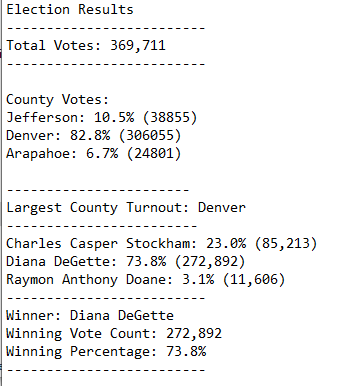 Election Results
-------------------------
Total Votes: 369,711
-------------------------
County Votes:
Jefferson: 10.5% (38855)
Denver: 82.8% (306055)
Arapahoe: 6.7% (24801)
-----------------------
Largest County Turnout: Denver
------------------------
Charles Casper Stockham: 23.0% (85,213)
Diana DeGette: 73.8% (272,892)
Raymon Anthony Doane: 3.1% (11,606)
-------------------------
Winner: Diana DeGette
Winning Vote Count: 272,892
Winning Percentage: 73.8%
-------------------------